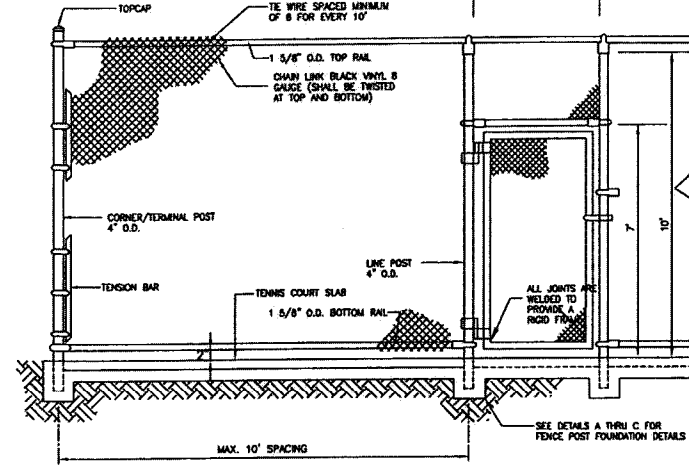 TOPCAP
TIE WIRE SPACED MINIMUM
OF 8 FOR EVERY 10'
1 5/8" O.D. TOP RAIL
CHAIN LINK BLACK VINYL 8
GAUGE (SHALL BE TWISTED
AT TOP AND BOTTOM)
CORNER/TERMINAL POST
4" O.D.
7'
10'
LINE POST
4" O.D.
TENSION BAR
TENNIS COURT SLAB
1 5/8" O.D. BOTTOM RAIL
ALL JOINTS ARE
WELDED TO
PROVIDE A
RIGID FRAME
2"
SEE DETAILS A THRU C FOR
FENCE POST FOUNDATION DETAILS
MAX. 10' SPACING